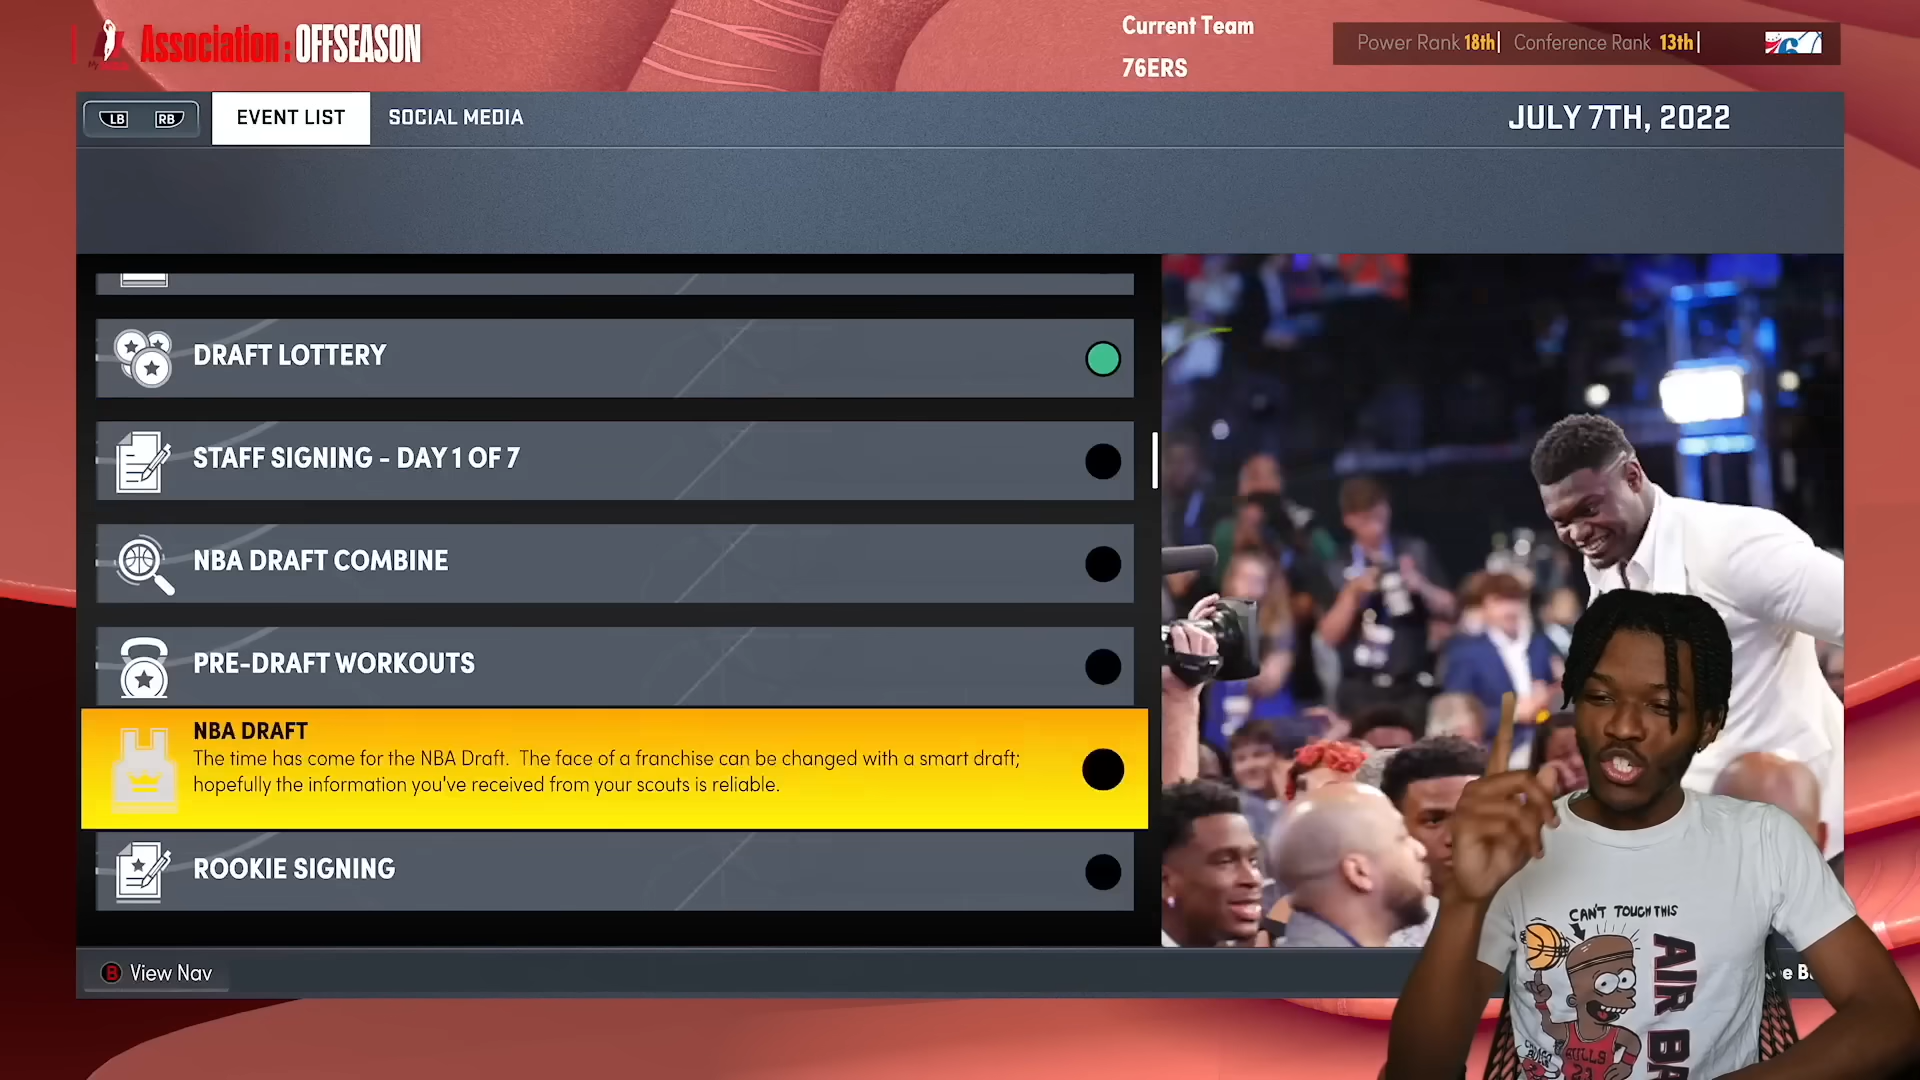 Association : OFFSEASON
Current Team
76ERS
Power Rank 18th| Conference Rank 13th|
LB RB EVENT LIST SOCIAL MEDIA
JULY 7TH, 2022
DRAFT LOTTERY
STAFF SIGNING - DAY 1 OF 7
NBA DRAFT COMBINE
PRE-DRAFT WORKOUTS
NBA DRAFT
The time has come for the NBA Draft. The face of a franchise can be changed with a smart draft;
hopefully the information you've received from your scouts is reliable.
ROOKIE SIGNING
B View Nav
CAN'T TOUCH THIS
AIR BA
BULLS
23